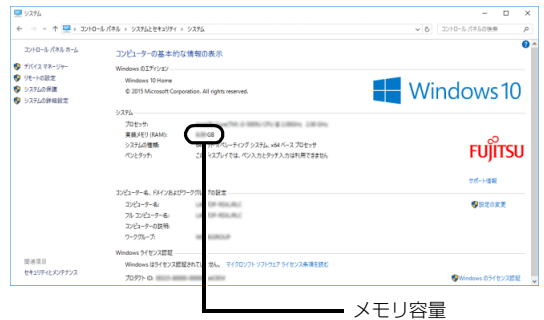 システム
コントロール パネル › システムとセキュリティ › システム
コントロール パネルの検索
コントロール パネル ホーム
デバイス マネージャー
リモートの設定
システムの保護
システムの詳細設定
コンピューターの基本的な情報の表示
Windows のエディション
Windows 10 Home
© 2015 Microsoft Corporation. All rights reserved.
Windows 10
システム
プロセッサ:
実装メモリ (RAM): GB
システムの種類: オペレーティング システム、x64 ベース プロセッサ
ペンとタッチ: このディスプレイでは、ペン入力とタッチ入力は利用できません
FUJITSU
サポート情報
コンピューター名、ドメインおよびワークグループの設定
コンピューター名:
設定の変更
フル コンピューター名:
コンピューターの説明:
ワークグループ:
Windows ライセンス認証
Windows はライセンス認証されていません。 マイクロソフト ソフトウェア ライセンス条項を読む
プロダクト ID:
Windows のライセンス認証
関連項目
セキュリティとメンテナンス
メモリ容量